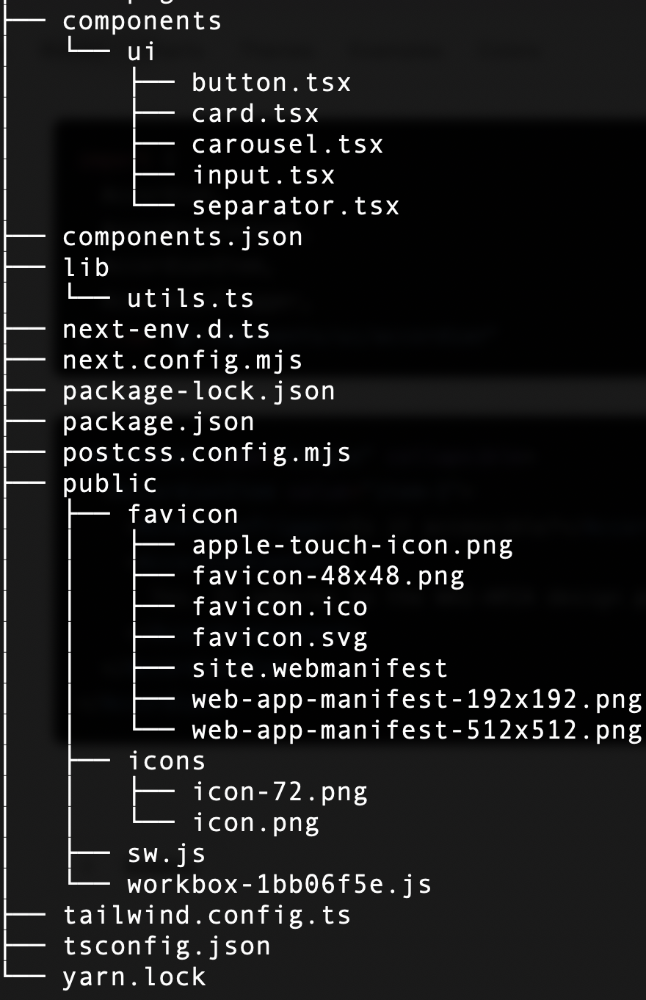 ├── components
│   └── ui
│       ├── button.tsx
│       ├── card.tsx
│       ├── carousel.tsx
│       ├── input.tsx
│       └── separator.tsx
├── components.json
├── lib
│   └── utils.ts
├── next-env.d.ts
├── next.config.mjs
├── package-lock.json
├── package.json
├── postcss.config.mjs
├── public
│   ├── favicon
│   │   ├── apple-touch-icon.png
│   │   ├── favicon-48x48.png
│   │   ├── favicon.ico
│   │   ├── favicon.svg
│   │   ├── site.webmanifest
│   │   ├── web-app-manifest-192x192.png
│   │   └── web-app-manifest-512x512.png
│   ├── icons
│   │   ├── icon-72.png
│   │   └── icon.png
│   ├── sw.js
│   └── workbox-1bb06f5e.js
├── tailwind.config.ts
├── tsconfig.json
└── yarn.lock